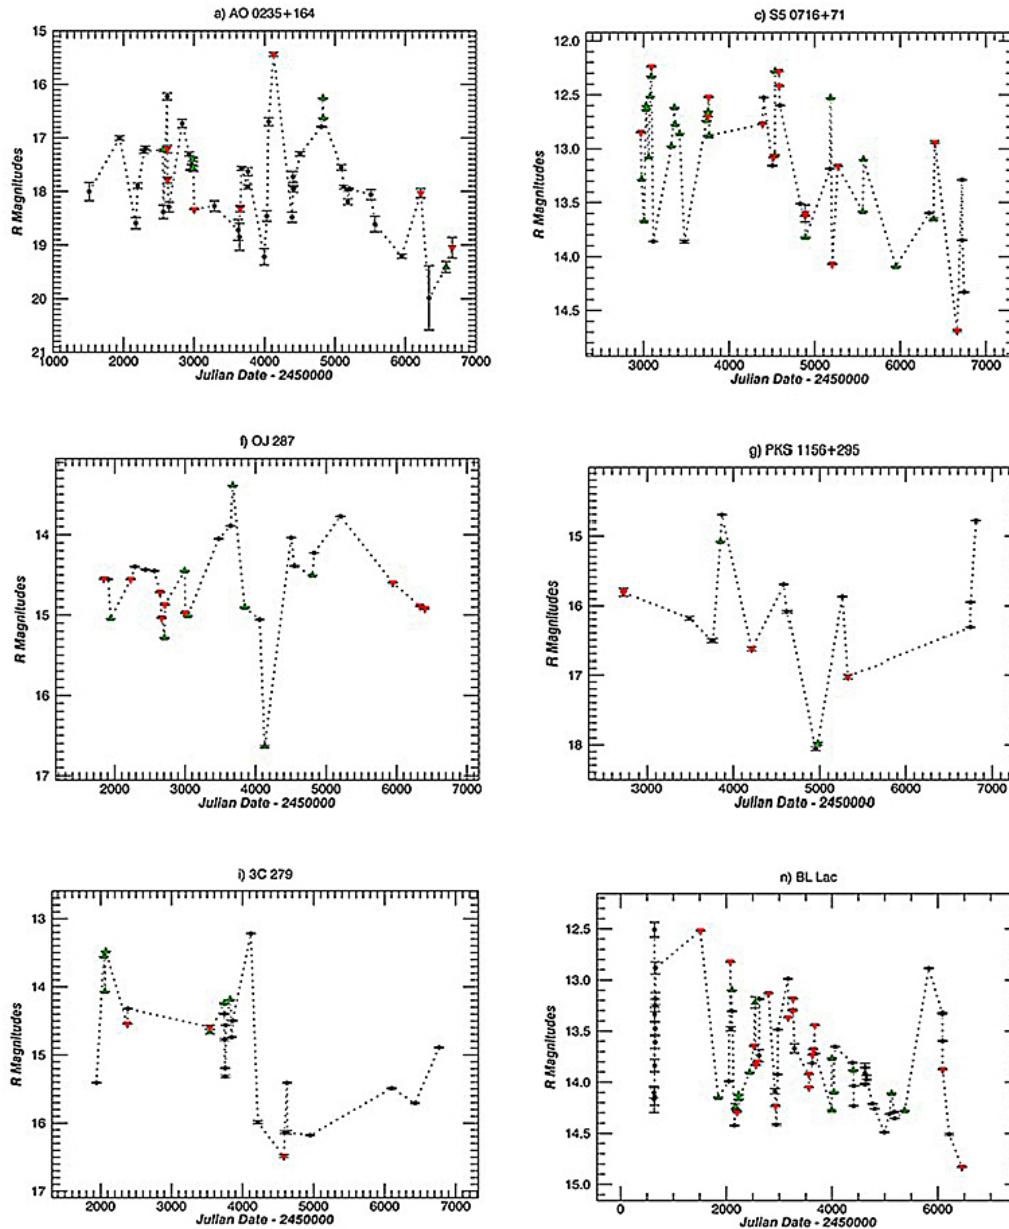 a) AO 0235+164
15
16
17
18
19
20
21
R Magnitudes
1000 2000 3000 4000 5000 6000 7000
Julian Date - 2450000
c) S5 0716+71
12.0
12.5
13.0
13.5
14.0
14.5
R Magnitudes
3000 4000 5000 6000 7000
Julian Date - 2450000
f) OJ 287
14
15
16
17
R Magnitudes
2000 3000 4000 5000 6000 7000
Julian Date - 2450000
g) PKS 1156+295
15
16
17
18
R Magnitudes
3000 4000 5000 6000 7000
Julian Date - 2450000
i) 3C 279
13
14
15
16
17
R Magnitudes
2000 3000 4000 5000 6000 7000
Julian Date - 2450000
n) BL Lac
12.5
13.0
13.5
14.0
14.5
15.0
R Magnitudes
0 2000 4000 6000
Julian Date - 2450000